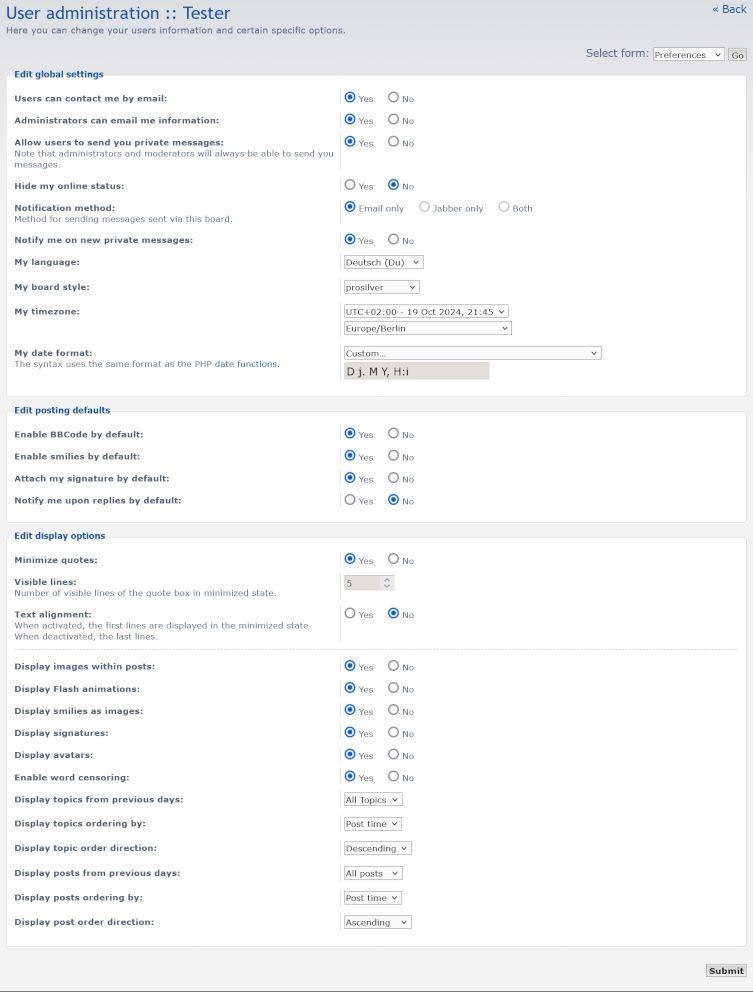 User administration :: Tester
« Back
Here you can change your users information and certain specific options.
Select form: Preferences Go
Edit global settings
Users can contact me by email: Yes No
Administrators can email me information: Yes No
Allow users to send you private messages: Yes No
Note that administrators and moderators will always be able to send you
messages.
Hide my online status: Yes No
Notification method: Email only Jabber only Both
Method for sending messages sent via this board.
Notify me on new private messages: Yes No
My language: Deutsch (Du)
My board style: prosilver
My timezone: UTC+02:00 - 19 Oct 2024, 21:45
Europe/Berlin
My date format: Custom...
The syntax uses the same format as the PHP date functions.
D j. M Y, H:i
Edit posting defaults
Enable BBCode by default: Yes No
Enable smilies by default: Yes No
Attach my signature by default: Yes No
Notify me upon replies by default: Yes No
Edit display options
Minimize quotes: Yes No
Visible lines: 5
Number of visible lines of the quote box in minimized state.
Text alignment: Yes No
When activated, the first lines are displayed in the minimized state.
When deactivated, the last lines.
Display images within posts: Yes No
Display Flash animations: Yes No
Display smilies as images: Yes No
Display signatures: Yes No
Display avatars: Yes No
Enable word censoring: Yes No
Display topics from previous days: All Topics
Display topics ordering by: Post time
Display topic order direction: Descending
Display posts from previous days: All posts
Display posts ordering by: Post time
Display post order direction: Ascending
Submit